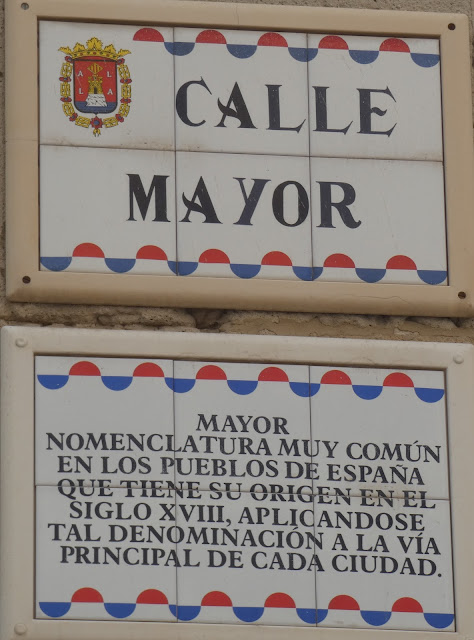 CALLE
MAYOR
MAYOR
NOMENCLATURA MUY COMÚN
EN LOS PUEBLOS DE ESPAÑA
QUE TIENE SU ORIGEN EN EL
SIGLO XVIII, APLICANDOSE
TAL DENOMINACIÓN A LA VÍA
PRINCIPAL DE CADA CIUDAD.